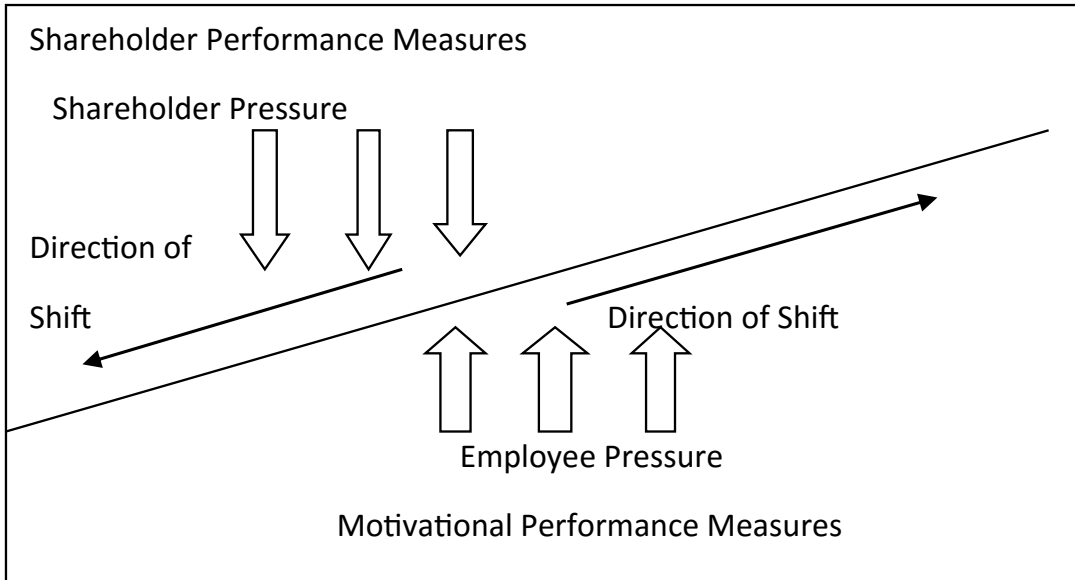 Shareholder Performance Measures
Shareholder Pressure
Direction of
Shift
Direction of Shift
Employee Pressure
Motivational Performance Measures